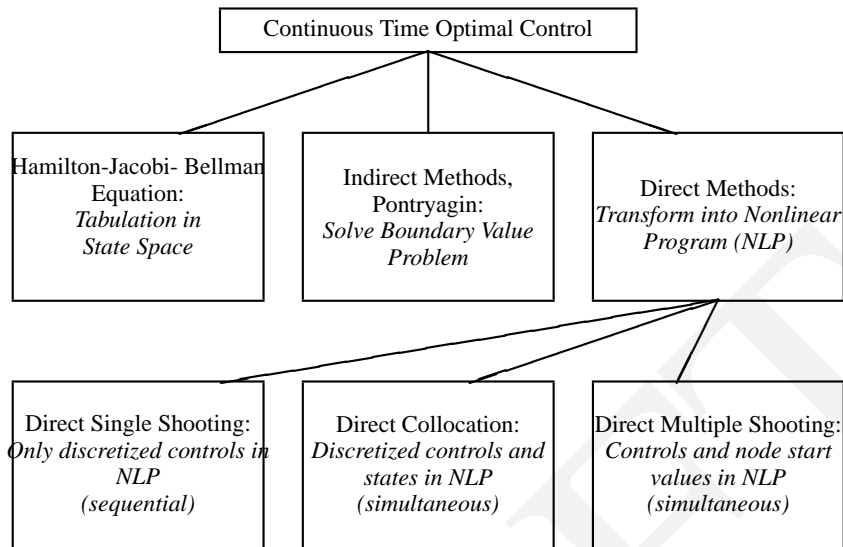 Continuous Time Optimal Control
Hamilton-Jacobi- Bellman
Equation:
Tabulation in
State Space
Indirect Methods,
Pontryagin:
Solve Boundary Value
Problem
Direct Methods:
Transform into Nonlinear
Program (NLP)
Direct Single Shooting:
Only discretized controls in
NLP
(sequential)
Direct Collocation:
Discretized controls and
states in NLP
(simultaneous)
Direct Multiple Shooting:
Controls and node start
values in NLP
(simultaneous)